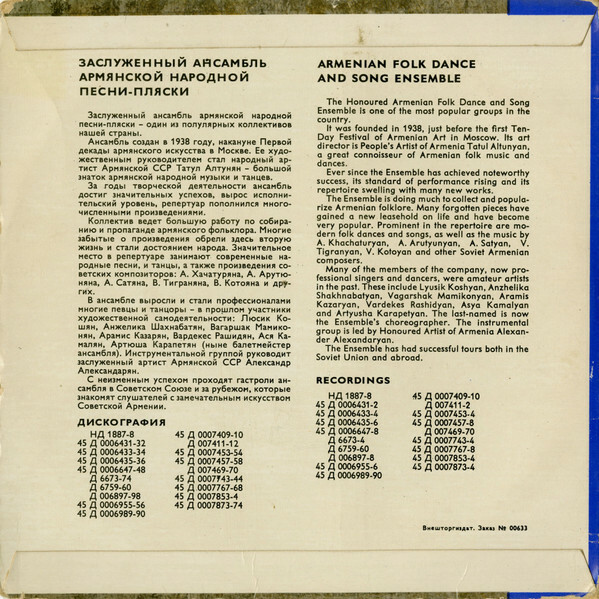 ЗАСЛУЖЕННЫЙ АНСАМБЛЬ
АРМЯНСКОЙ НАРОДНОЙ
ПЕСНИ-ПЛЯСКИ
Заслуженный ансамбль армянской народной
песни-пляски – один из популярных коллективов
нашей страны.
Ансамбль создан в 1938 году, накануне Первой
декады армянского искусства в Москве. Ее худо-
жественным руководителем стал народный ар-
тист Армянской ССР Татул Алтунян – большой
знаток армянской народной музыки и танцев.
За годы творческой деятельности ансамбль
достиг значительных успехов, вырос исполни-
тельский уровень, репертуар пополнился много-
численными произведениями.
Коллектив ведет большую работу по собира-
нию и пропаганде армянского фольклора. Многие
забытые о произведения обрели здесь вторую
жизнь и стали достоянием народа. Значительное
место в репертуаре занимают современные на-
родные песни, и танцы, а также произведения со-
ветских композиторов: А. Хачатуряна, А. Арутю-
няна, А. Сатяна, В. Тиграняна, В. Котояна и дру-
гих.
В ансамбле выросли и стали профессионалами
многие певцы и танцоры – в прошлом участники
художественной самодеятельности: Люсик Ко-
шян, Анжелика Шахнабатян, Вагаршак Мамико-
нян, Арамис Казарян, Вардекес Рашидян, Ася Ка-
малян, Артюша Карапетян (ныне балетмейстер
ансамбля). Инструментальной группой руководит
заслуженный артист Армянской ССР Александр
Александарян.
С неизменным успехом проходят гастроли ан-
самбля в Советском Союзе и за рубежом, которые
знакомят слушателей с замечательным искусством
Советской Армении.
ДИСКОГРАФИЯ
НД 1887-8
45 Д 0006431-32
45 Д 0006433-34
45 Д 0006435-36
45 Д 0006647-48
Д 6673-74
Д 6759-60
Д 006897-98
45 Д 0006955-56
45 Д 0006989-90
45 Д 0007409-10
Д 007411-12
45 Д 0007453-54
45 Д 0007457-58
Д 007469-70
45 Д 0007743-44
45 Д 0007767-68
45 Д 0007853-4
45 Д 0007873-74
ARMENIAN FOLK DANCE
AND SONG ENSEMBLE
The Honoured Armenian Folk Dance and Song
Ensemble is one of the most popular groups in the
country.
It was founded in 1938, just before the first Ten-
Day Festival of Armenian Art in Moscow. Its art
director is People's Artist of Armenia Tatul Altunyan,
a great connoisseur of Armenian folk music and
dances.
Ever since the Ensemble has achieved noteworthy
success, its standard of performance rising and its
repertoire swelling with many new works.
The Ensemble is doing much to collect and popula-
rize Armenian folklore. Many forgotten pieces have
gained a new leasehold on life and have become
very popular. Prominent in the repertoire are mo-
dern folk dances and songs, as well as the music by
A. Khachaturyan, A. Arutyunyan, A. Satyan, V.
Tigranyan, V. Kotoyan and other Soviet Armenian
composers.
Many of the members of the company, now pro-
fessional singers and dancers, were amateur artists
in the past. These include Lyusik Koshyan, Anzhelika
Shakhnabatyan, Vagarshak Mamikonyan, Aramis
Kazaryan, Vardekes Rashidyan, Asya Kamalyan
and Artyusha Karapetyan. The last-named is now
the Ensemble's choreographer. The instrumental
group is led by Honoured Artist of Armenia Alexan-
der Alexandaryan.
The Ensemble has had successful tours both in the
Soviet Union and abroad.
RECORDINGS
НД 1887-8
45 Д 0006431-2
45 Д 0006433-4
45 Д 0006435-6
45 Д 0006647-8
Д 6673-4
Д 6759-60
Д 006897-8
45 Д 0006955-6
45 Д 0006989-90
45 Д 0007409-10
Д 007411-2
45 Д 0007453-4
45 Д 0007457-8
Д 007469-70
45 Д 0007743-4
45 Д 0007767-8
45 Д 0007853-4
45 Д 0007873-4
Внешторгиздат. Заказ № 00633